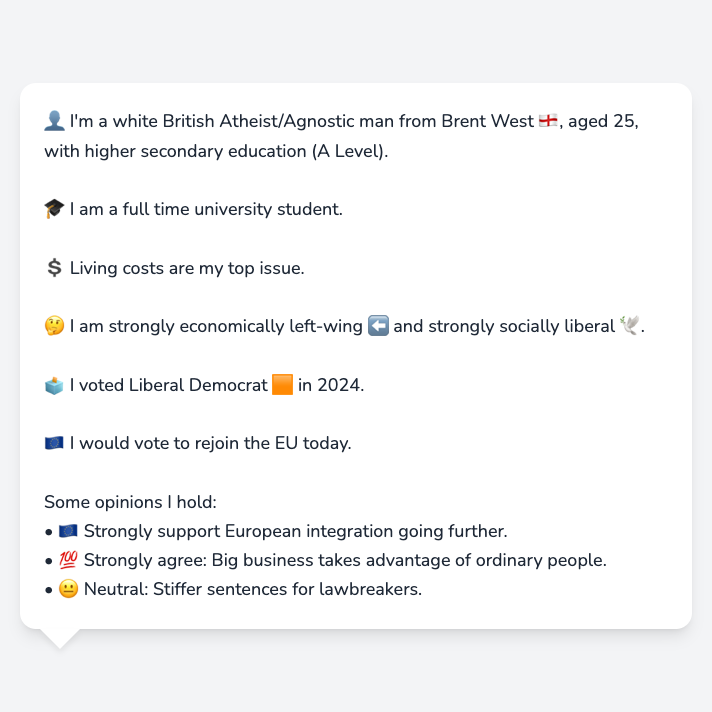 👤 I'm a white British Atheist/Agnostic man from Brent West 🏴󠁧󠁢󠁥󠁮󠁧󠁿, aged 25,
with higher secondary education (A Level).
🎓 I am a full time university student.
💲 Living costs are my top issue.
🤔 I am strongly economically left-wing ⬅️ and strongly socially liberal 🕊️.
🗳️ I voted Liberal Democrat 🟧 in 2024.
🇪🇺 I would vote to rejoin the EU today.
Some opinions I hold:
• 🇪🇺 Strongly support European integration going further.
• 💯 Strongly agree: Big business takes advantage of ordinary people.
• 😐 Neutral: Stiffer sentences for lawbreakers.